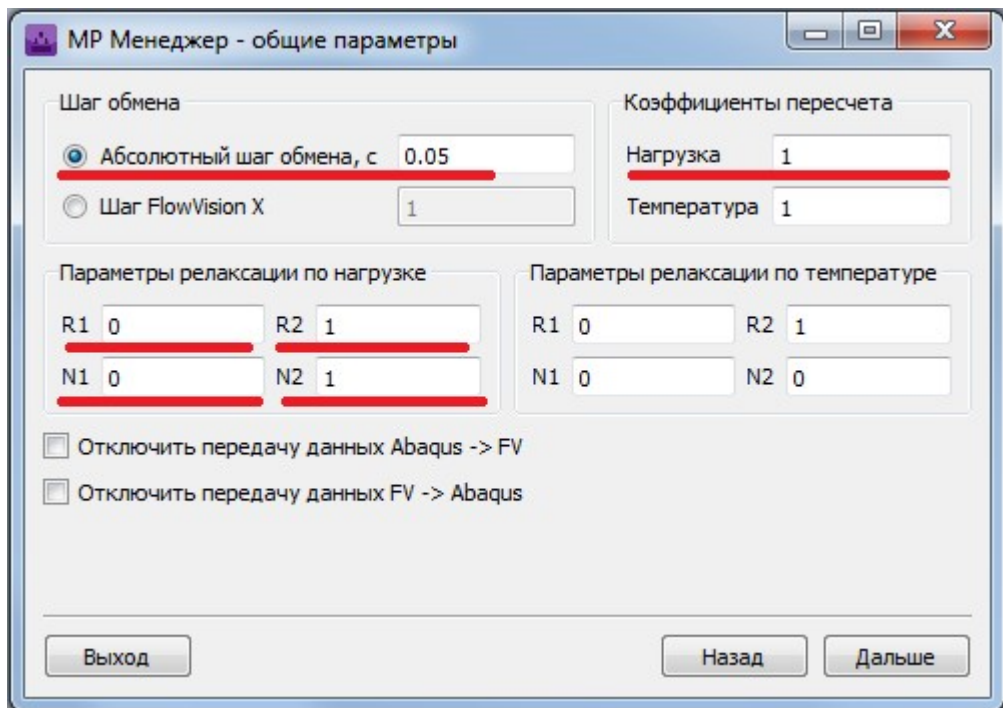 МР Менеджер - общие параметры
Шаг обмена
Абсолютный шаг обмена, с 0.05
Шаг FlowVision X 1
Коэффициенты пересчета
Нагрузка 1
Температура 1
Параметры релаксации по нагрузке
R1 0 R2 1
N1 0 N2 1
Параметры релаксации по температуре
R1 0 R2 1
N1 0 N2 0
Отключить передачу данных Abaqus -> FV
Отключить передачу данных FV -> Abaqus
Выход
Назад
Дальше